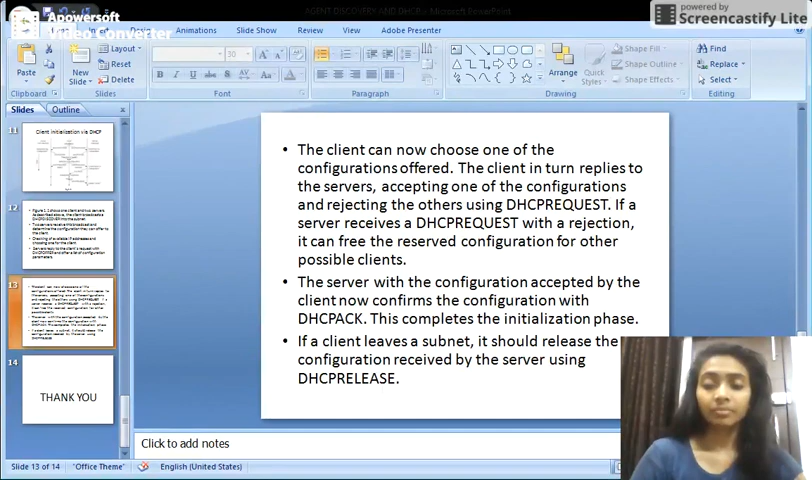 Apowersoft
Video Converter
AGENT DISCOVERY AND DHCP - Microsoft PowerPoint
powered by
Screencastify Lite
Animations
Slide Show
Review
View
Adobe Presenter
Paste
Clipboard
New
Slide
Layout
Reset
Delete
Slides
30
B I U abc S AV Aa A
Font
Paragraph
Arrange
Quick
Styles
Shape Fill
Shape Outline
Shape Effects
Drawing
Find
Replace
Select
Editing
Slides
Outline
11
Client initialization via DHCP
12
13
14
THANK YOU
• The client can now choose one of the
configurations offered. The client in turn replies to
the servers, accepting one of the configurations
and rejecting the others using DHCPREQUEST. If a
server receives a DHCPREQUEST with a rejection,
it can free the reserved configuration for other
possible clients.
• The server with the configuration accepted by the
client now confirms the configuration with
DHCPACK. This completes the initialization phase.
• If a client leaves a subnet, it should release the
configuration received by the server using
DHCPRELEASE.
Click to add notes
Slide 13 of 14
"Office Theme"
English (United States)